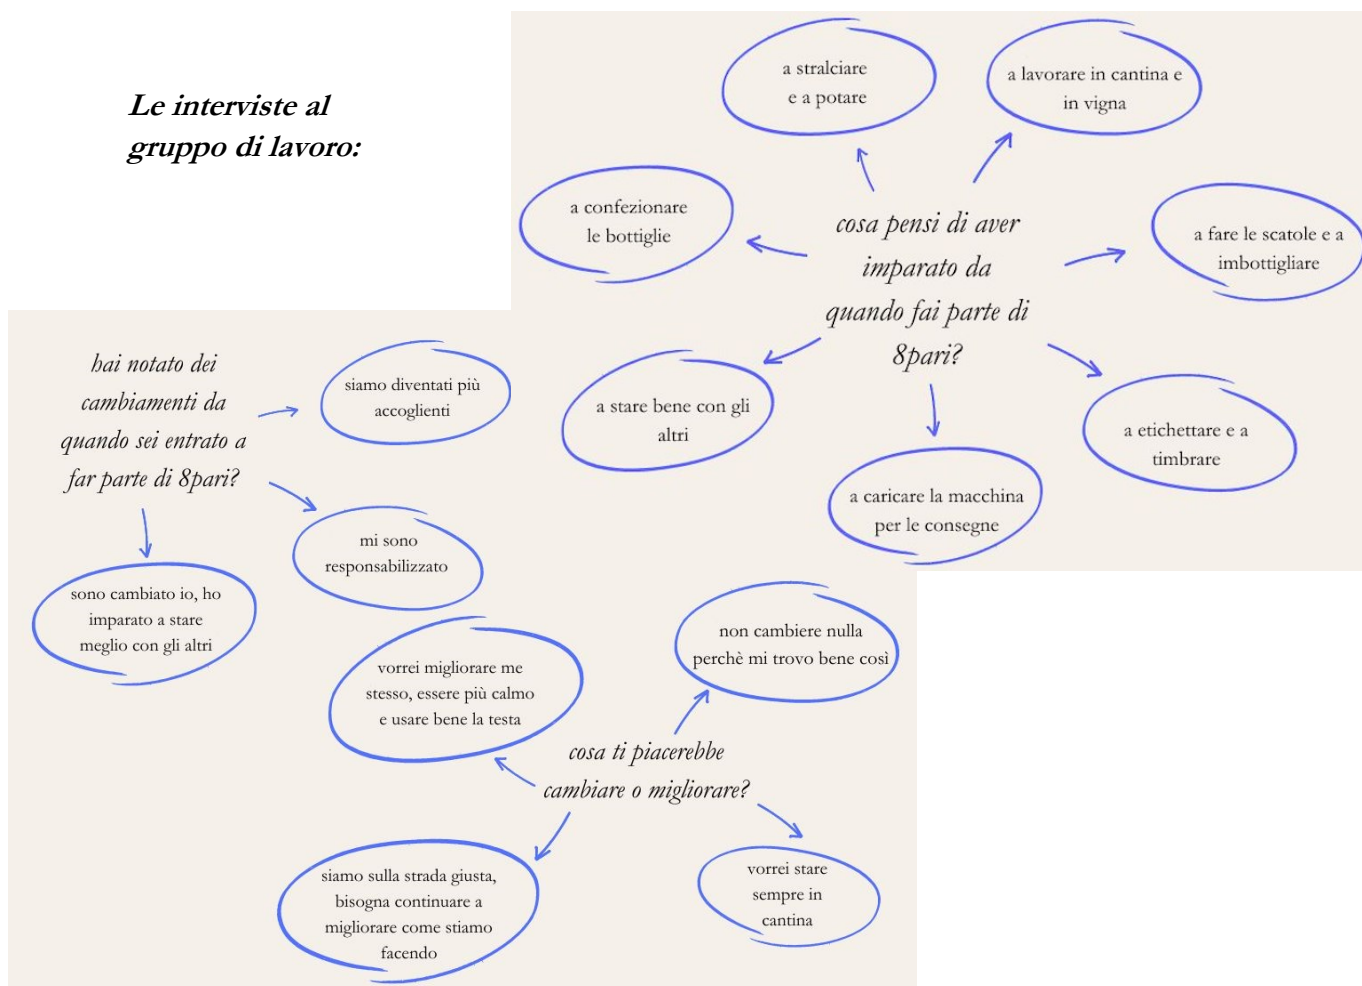 Le interviste al
gruppo di lavoro:
a stralciare
e a potare
a lavorare in cantina e
in vigna
a confezionare
le bottiglie
cosa pensi di aver
imparato da
quando fai parte di
8pari?
a fare le scatole e a
imbottigliare
a stare bene con gli
altri
a etichettare e a
timbrare
a caricare la macchina
per le consegne
hai notato dei
cambiamenti da
quando sei entrato a
far parte di 8pari?
siamo diventati più
accoglienti
mi sono
responsabilizzato
sono cambiato io, ho
imparato a stare
meglio con gli altri
non cambiere nulla
perchè mi trovo bene così
vorrei migliorare me
stesso, essere più calmo
e usare bene la testa
cosa ti piacerebbe
cambiare o migliorare?
siamo sulla strada giusta,
bisogna continuare a
migliorare come stiamo
facendo
vorrei stare
sempre in
cantina